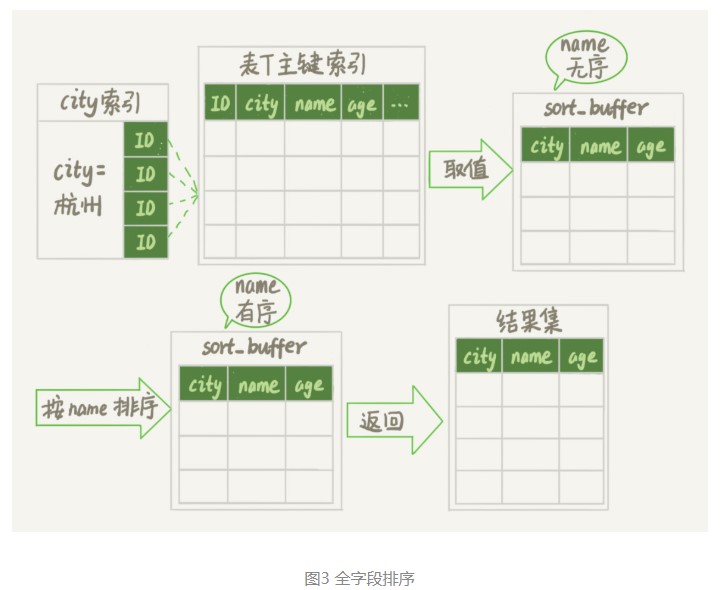 city索引
ID
city=
杭州
ID
ID
ID
表T主键索引
ID city name age ...
取值
name
无序
sort_buffer
city name age
按name排序
name
有序
sort_buffer
city name age
返回
结果集
city name age
图3 全字段排序